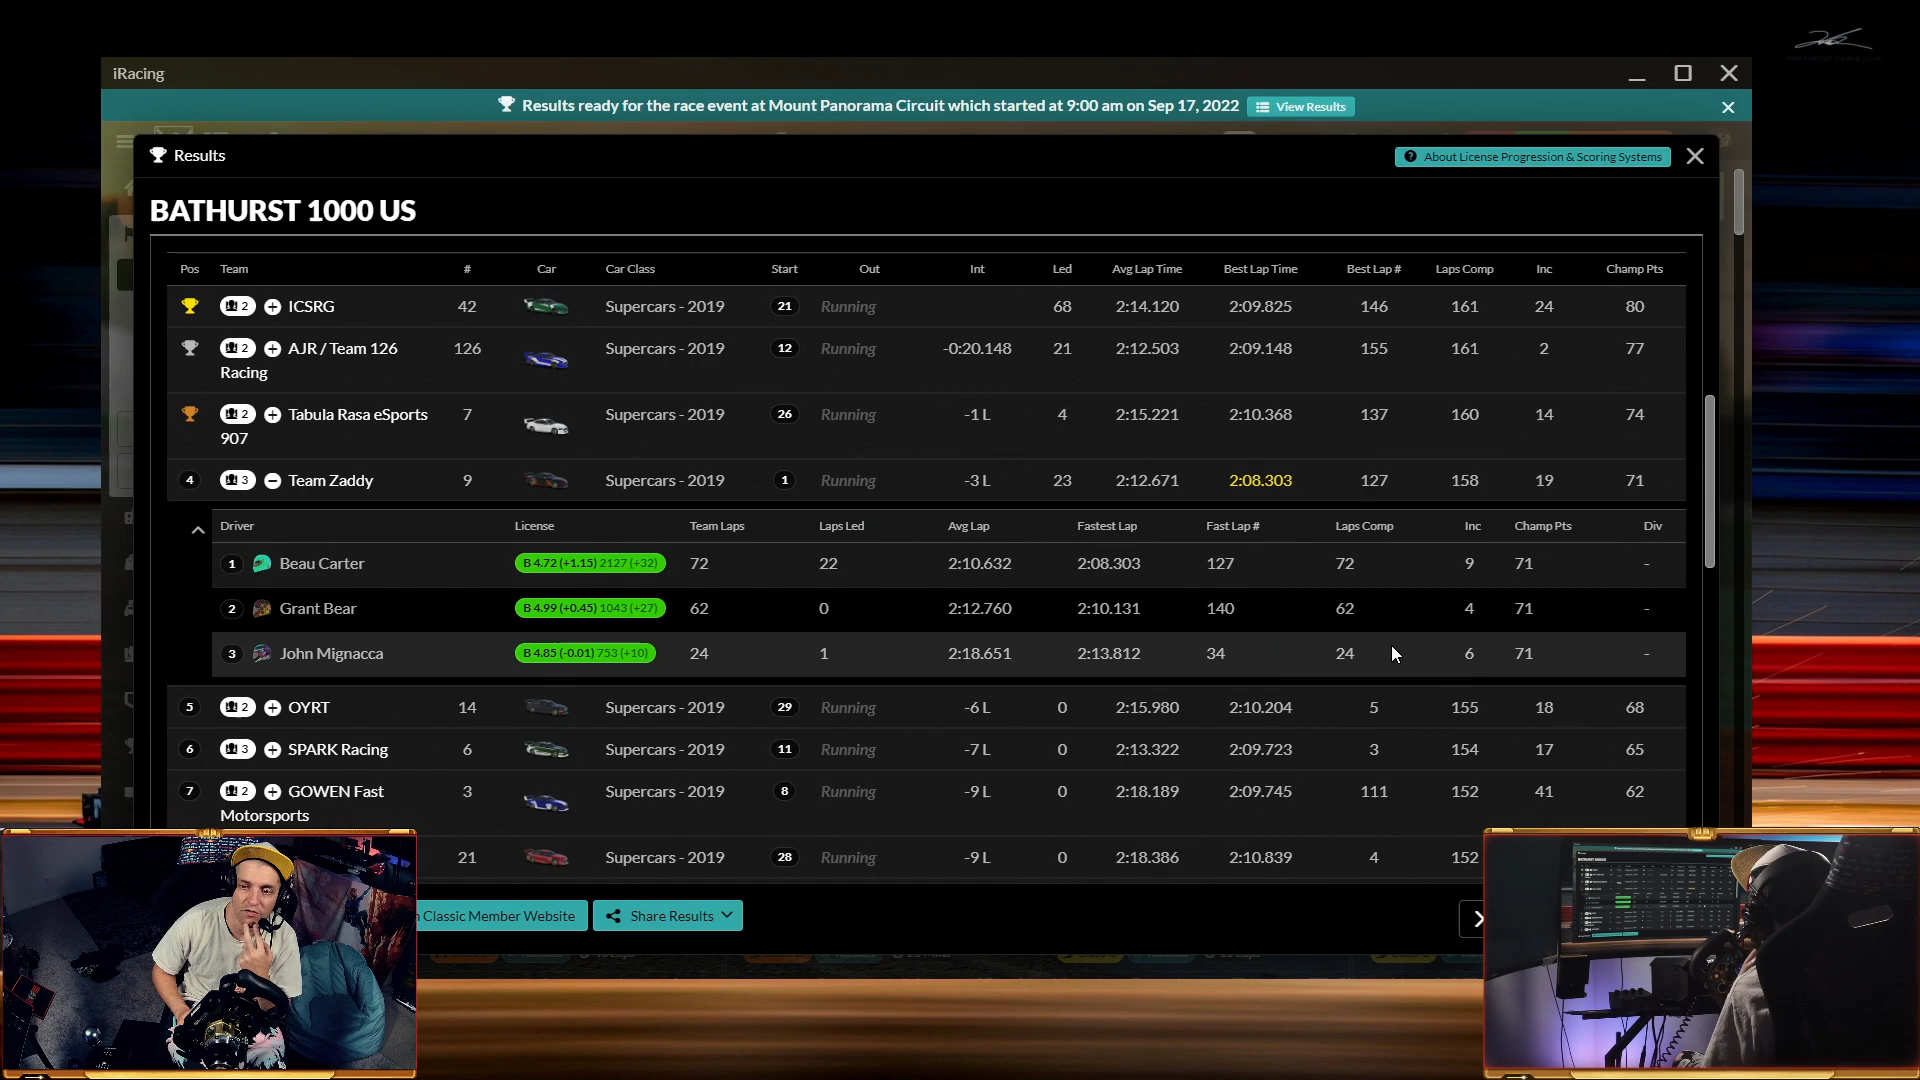 iRacing
Results ready for the race event at Mount Panorama Circuit which started at 9:00 am on Sep 17, 2022 View Results
Results
About License Progression & Scoring Systems
BATHURST 1000 US
Pos Team # Car Car Class Start Out Int Led Avg Lap Time Best Lap Time Best Lap # Laps Comp Inc Champ Pts
2 ICSRG 42 Supercars - 2019 21 Running 68 2:14.120 2:09.825 146 161 24 80
2 AJR / Team 126 126 Supercars - 2019 12 Running -0:20.148 21 2:12.503 2:09.148 155 161 2 77
Racing
2 Tabula Rasa eSports 7 Supercars - 2019 26 Running -1 L 4 2:15.221 2:10.368 137 160 14 74
907
4 3 Team Zaddy 9 Supercars - 2019 1 Running -3 L 23 2:12.671 2:08.303 127 158 19 71
Driver License Team Laps Laps Led Avg Lap Fastest Lap Fast Lap # Laps Comp Inc Champ Pts Div
1 Beau Carter B 4.72 (+1.15) 2127 (+32) 72 22 2:10.632 2:08.303 127 72 9 71 -
2 Grant Bear B 4.99 (+0.45) 1043 (+27) 62 0 2:12.760 2:10.131 140 62 4 71 -
3 John Mignacca B 4.85 (-0.01) 753 (+10) 24 1 2:18.651 2:13.812 34 24 6 71 -
5 2 OYRT 14 Supercars - 2019 29 Running -6 L 0 2:15.980 2:10.204 5 155 18 68
6 3 SPARK Racing 6 Supercars - 2019 11 Running -7 L 0 2:13.322 2:09.723 3 154 17 65
7 2 GOWEN Fast 3 Supercars - 2019 8 Running -9 L 0 2:18.189 2:09.745 111 152 41 62
Motorsports
21 Supercars - 2019 28 Running -9 L 0 2:18.386 2:10.839 4 152
Classic Member Website Share Results